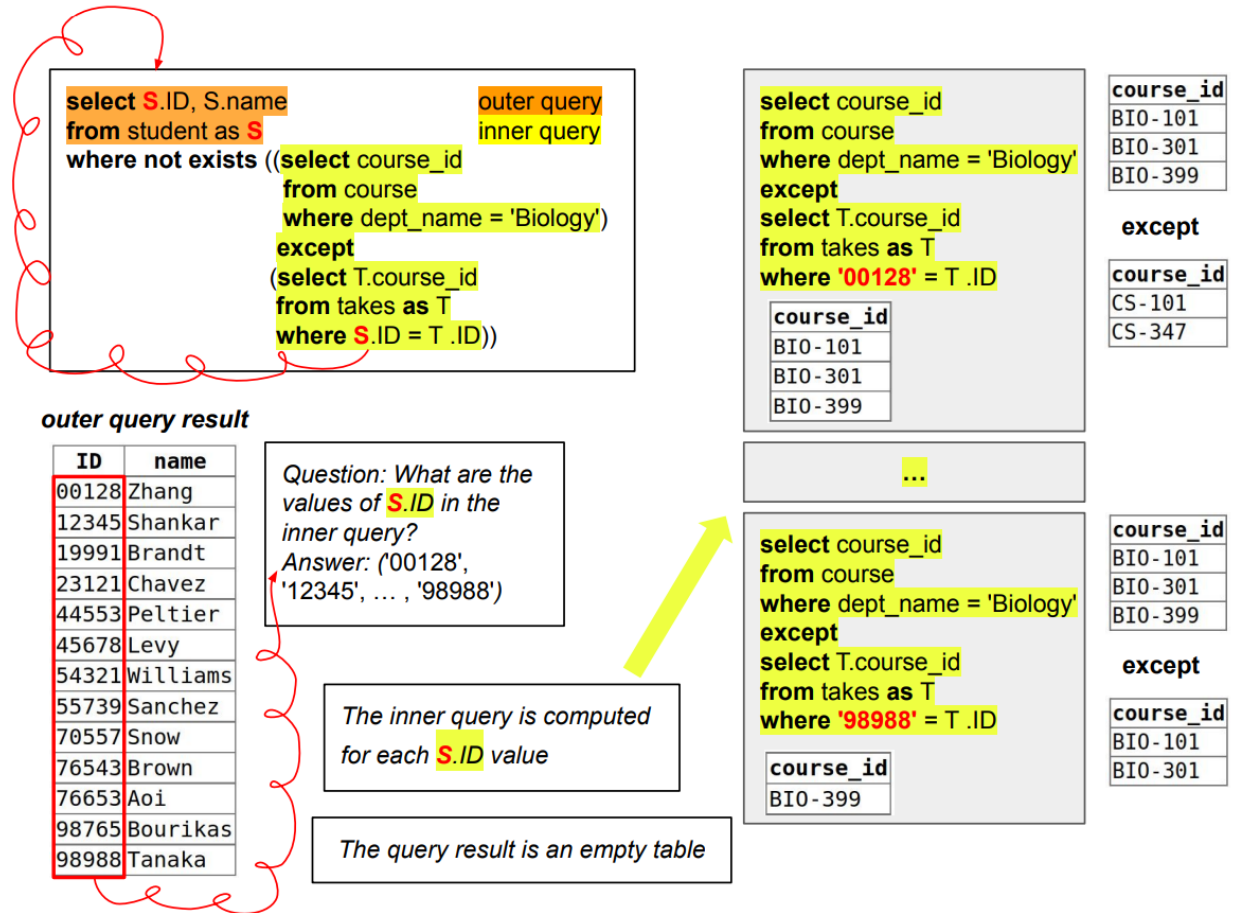 select S.ID, S.name
outer query
from student as S
inner query
where not exists ((select course_id
from course
where dept_name = 'Biology')
except
(select T.course_id
from takes as T
where S.ID = T .ID))
outer query result
ID name
00128 Zhang
12345 Shankar
19991 Brandt
23121 Chavez
44553 Peltier
45678 Levy
54321 Williams
55739 Sanchez
70557 Snow
76543 Brown
76653 Aoi
98765 Bourikas
98988 Tanaka
Question: What are the
values of S.ID in the
inner query?
Answer: ('00128',
'12345', … , '98988')
The inner query is computed
for each S.ID value
The query result is an empty table
select course_id
from course
where dept_name = 'Biology'
except
select T.course_id
from takes as T
where '00128' = T .ID
course_id
BIO-101
BIO-301
BIO-399
course_id
BIO-101
BIO-301
BIO-399
except
course_id
CS-101
CS-347
...
select course_id
from course
where dept_name = 'Biology'
except
select T.course_id
from takes as T
where '98988' = T .ID
course_id
BIO-399
course_id
BIO-101
BIO-301
BIO-399
except
course_id
BIO-101
BIO-301